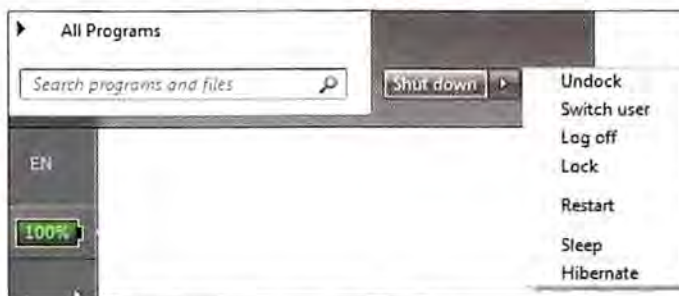 All Programs
Search programs and files
Shut down
Undock
Switch user
Log off
Lock
Restart
Sleep
Hibernate
EN
100%